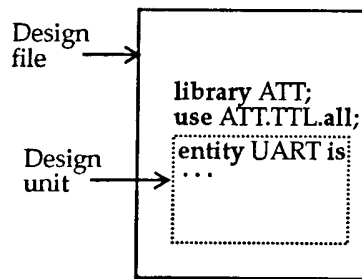 Design
file
library ATT;
use ATT.TTL.all;
Design
unit
entity UART is
...